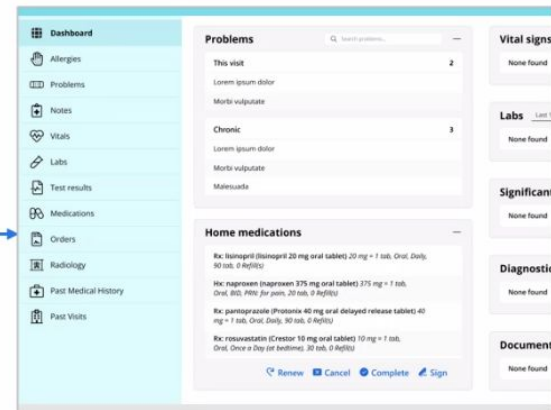 Dashboard
Allergies
Problems
Notes
Vitals
Labs
Test results
Medications
Orders
Radiology
Past Medical History
Past Visits
Problems
Search problems..
This visit 2
Lorem ipsum dolor
Morbi vulputate
Chronic 3
Lorem ipsum dolor
Morbi vulputate
Malesuada
Home medications
Rx: lisinopril (lisinopril 20 mg oral tablet) 20 mg = 1 tab, Oral, Daily,
90 tab, 0 Refill(s)
Hx: naproxen (naproxen 375 mg oral tablet) 375 mg = 1 tab,
Oral, BID, PRN: for pain, 20 tab, 0 Refill(s)
Rx: pantoprazole (Protonix 40 mg oral delayed release tablet) 40
mg = 1 tab, Oral, Daily, 90 tab, 0 Refill(s)
Rx: rosuvastatin (Crestor 10 mg oral tablet) 10 mg = 1 tab,
Oral, Once a Day (at bedtime), 30 tab, 0 Refill(s)
Renew Cancel Complete Sign
Vital signs
None found
Labs Last
None found
Significant
None found
Diagnostic
None found
Document
None found